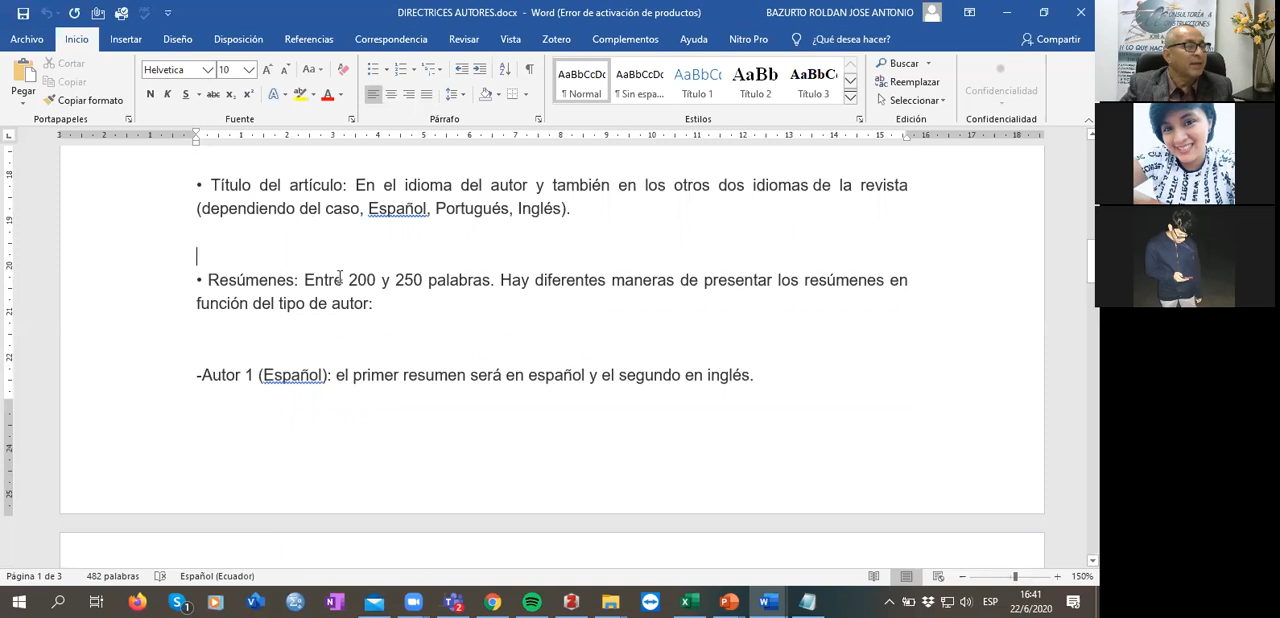 DIRECTRICES AUTORES.docx - Word (Error de activación de productos)
BAZURTO ROLDAN JOSE ANTONIO
Archivo Inicio Insertar Diseño Disposición Referencias Correspondencia Revisar Vista Zotero Complementos Ayuda Nitro Pro ¿Qué desea hacer? Compartir
Pegar
Cortar
Copiar
Copiar formato
Portapapeles
Helvetica 10
Fuente
Párrafo
AaBbCcDc AaBbCcDc AaBbCc AaBb AaBbCc
¶ Normal ¶ Sin espa... Título 1 Título 2 Título 3
Estilos
Buscar
Reemplazar
Seleccionar
Edición
Confidencialidad
Confidencialidad
• Título del artículo: En el idioma del autor y también en los otros dos idiomas de la revista
(dependiendo del caso, Español, Portugués, Inglés).
• Resúmenes: Entre 200 y 250 palabras. Hay diferentes maneras de presentar los resúmenes en
función del tipo de autor:
-Autor 1 (Español): el primer resumen será en español y el segundo en inglés.
Página 1 de 3 482 palabras Español (Ecuador) 150%
ESP
16:41
22/6/2020